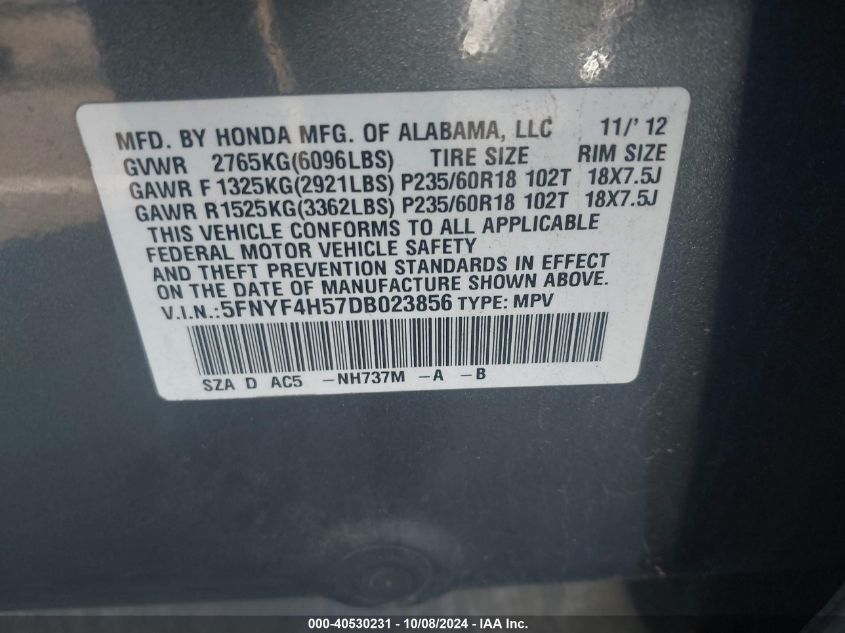 MFD. BY HONDA MFG. OF ALABAMA, LLC 11/' 12
GVWR 2765KG(6096LBS) TIRE SIZE RIM SIZE
GAWR F 1325KG(2921LBS) P235/60R18 102T 18X7.5J
GAWR R1525KG(3362LBS) P235/60R18 102T 18X7.5J
THIS VEHICLE CONFORMS TO ALL APPLICABLE
FEDERAL MOTOR VEHICLE SAFETY
AND THEFT PREVENTION STANDARDS IN EFFECT
ON THE DATE OF MANUFACTURE SHOWN ABOVE.
V.I.N.:5FNYF4H57DB023856 TYPE: MPV
SZA D AC5 -NH737M -A -B
000-40530231 - 10/08/2024 - IAA Inc.